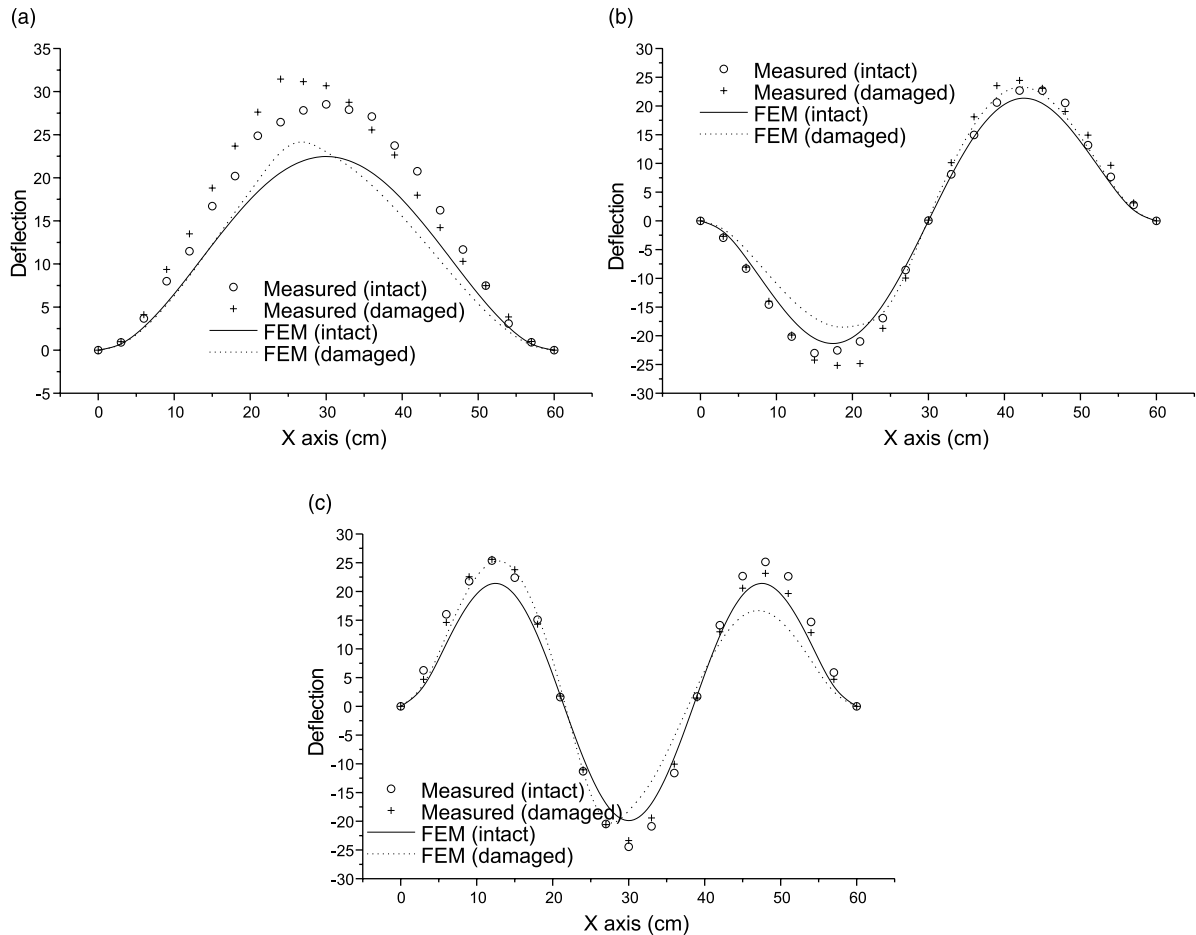 (a)
35
30
25
20
15
10
5
0
-5
Deflection
Measured (intact)
Measured (damaged)
FEM (intact)
FEM (damaged)
0
10
20
30
40
50
60
X axis (cm)
(b)
30
25
20
15
10
5
0
-5
-10
-15
-20
-25
-30
Deflection
Measured (intact)
Measured (damaged)
FEM (intact)
FEM (damaged)
0
10
20
30
40
50
60
X axis (cm)
(c)
30
25
20
15
10
5
0
-5
-10
-15
-20
-25
-30
Deflection
Measured (intact)
Measured (damaged)
FEM (intact)
FEM (damaged)
0
10
20
30
40
50
60
X axis (cm)